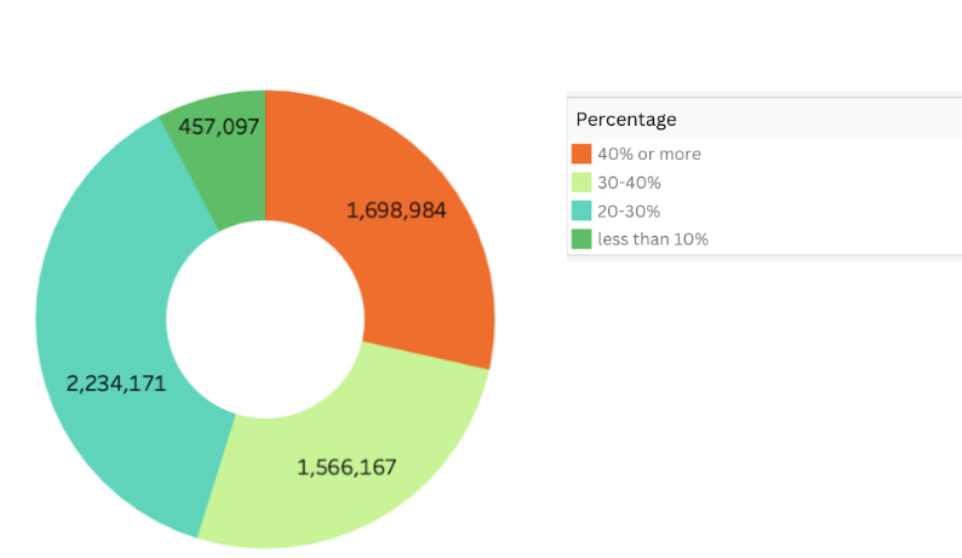 457,097
1,698,984
2,234,171
1,566,167
Percentage
40% or more
30-40%
20-30%
less than 10%